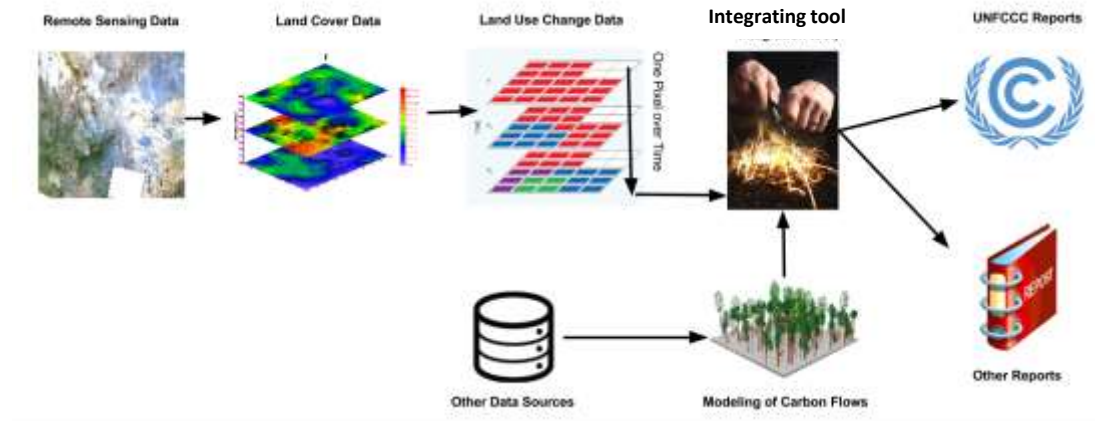 Remote Sensing Data
Land Cover Data
Land Use Change Data
Integrating tool
UNFCCC Reports
One Pixel over Time
REPOST
Other Data Sources
Modeling of Carbon Flows
Other Reports